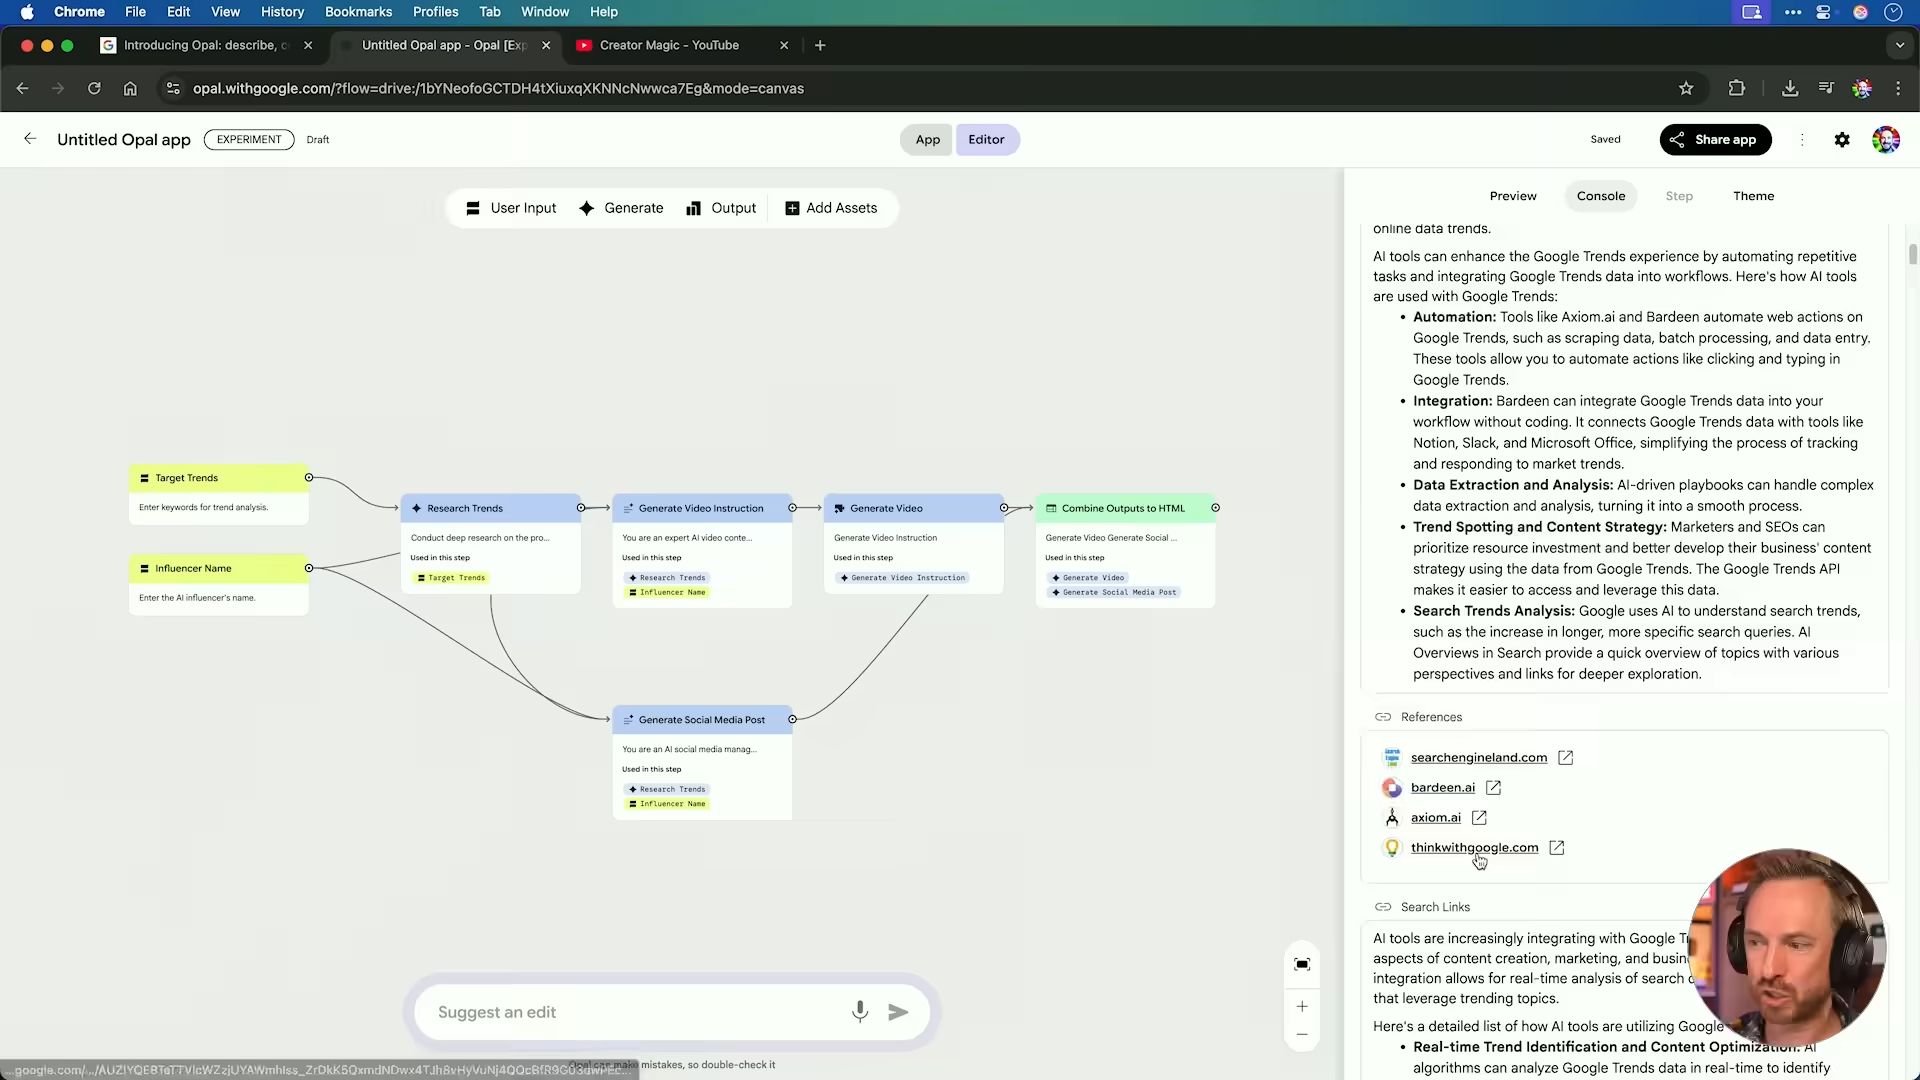 Chrome File Edit View History Bookmarks Profiles Tab Window Help
Introducing Opal: describe, c
Untitled Opal app - Opal [Exp
Creator Magic - YouTube
opal.withgoogle.com/?flow=drive:/1bYNeofoGCTDH4tXiuxqXKNNcNwwca7Eg&mode=canvas
Untitled Opal app EXPERIMENT Draft
App Editor
Saved
Share app
User Input Generate Output Add Assets
Preview Console Step Theme
Target Trends
Enter keywords for trend analysis.
Influencer Name
Enter the AI influencer's name.
Research Trends
Conduct deep research on the pro...
Used in this step
Target Trends
Generate Video Instruction
You are an expert AI video conte...
Used in this step
Research Trends
Influencer Name
Generate Video
Generate Video Instruction
Used in this step
Generate Video Instruction
Combine Outputs to HTML
Generate Video Generate Social ...
Used in this step
Generate Video
Generate Social Media Post
Generate Social Media Post
You are an AI social media manag...
Used in this step
Research Trends
Influencer Name
Suggest an edit
mistakes, so double-check it
online data trends.
AI tools can enhance the Google Trends experience by automating repetitive
tasks and integrating Google Trends data into workflows. Here's how AI tools
are used with Google Trends:
• Automation: Tools like Axiom.ai and Bardeen automate web actions on
Google Trends, such as scraping data, batch processing, and data entry.
These tools allow you to automate actions like clicking and typing in
Google Trends.
• Integration: Bardeen can integrate Google Trends data into your
workflow without coding. It connects Google Trends data with tools like
Notion, Slack, and Microsoft Office, simplifying the process of tracking
and responding to market trends.
• Data Extraction and Analysis: AI-driven playbooks can handle complex
data extraction and analysis, turning it into a smooth process.
• Trend Spotting and Content Strategy: Marketers and SEOs can
prioritize resource investment and better develop their business' content
strategy using the data from Google Trends. The Google Trends API
makes it easier to access and leverage this data.
• Search Trends Analysis: Google uses AI to understand search trends,
such as the increase in longer, more specific search queries. AI
Overviews in Search provide a quick overview of topics with various
perspectives and links for deeper exploration.
References
searchengineland.com
bardeen.ai
axiom.ai
thinkwithgoogle.com
Search Links
AI tools are increasingly integrating with Google
aspects of content creation, marketing, and
integration allows for real-time analysis of search
that leverage trending topics.
Here's a detailed list of how AI tools are utilizing Google
• Real-time Trend Identification and Content Optimization: AI
algorithms can analyze Google Trends data in real-time to identify